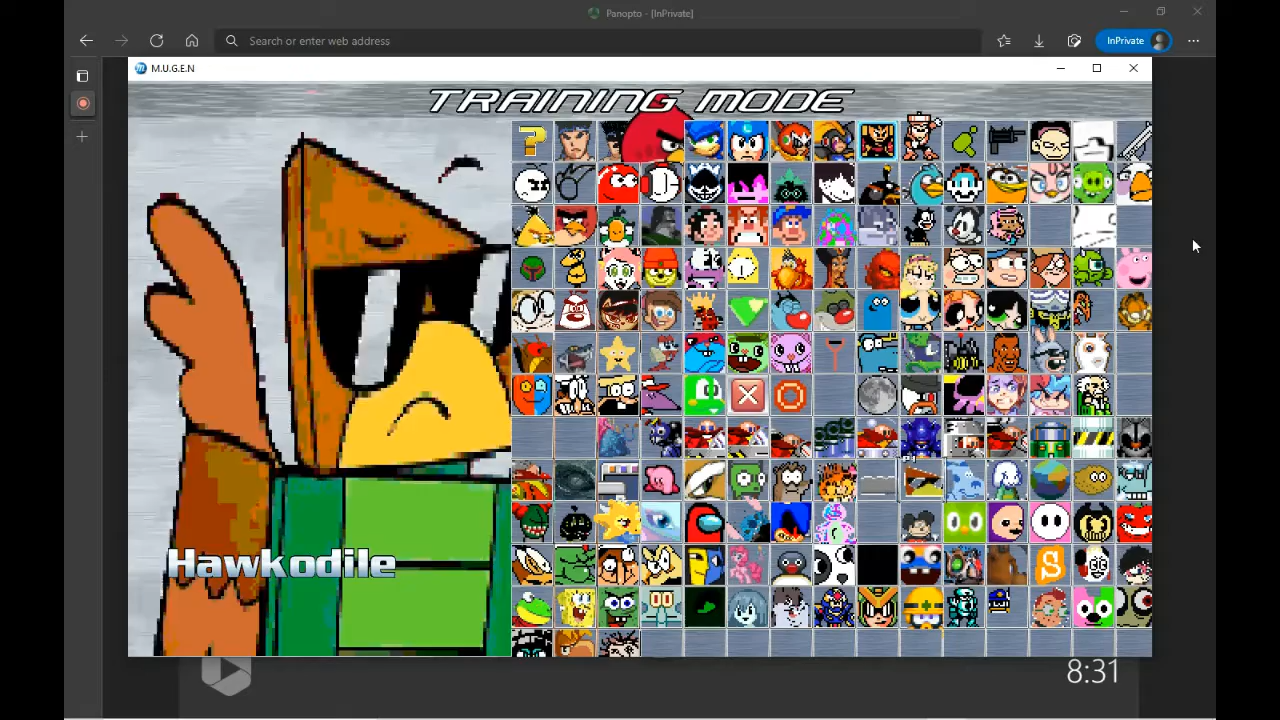 Panopto - [InPrivate]
Search or enter web address
InPrivate
M.U.G.E.N
TRAINING MODE
Hawkodile
8:31